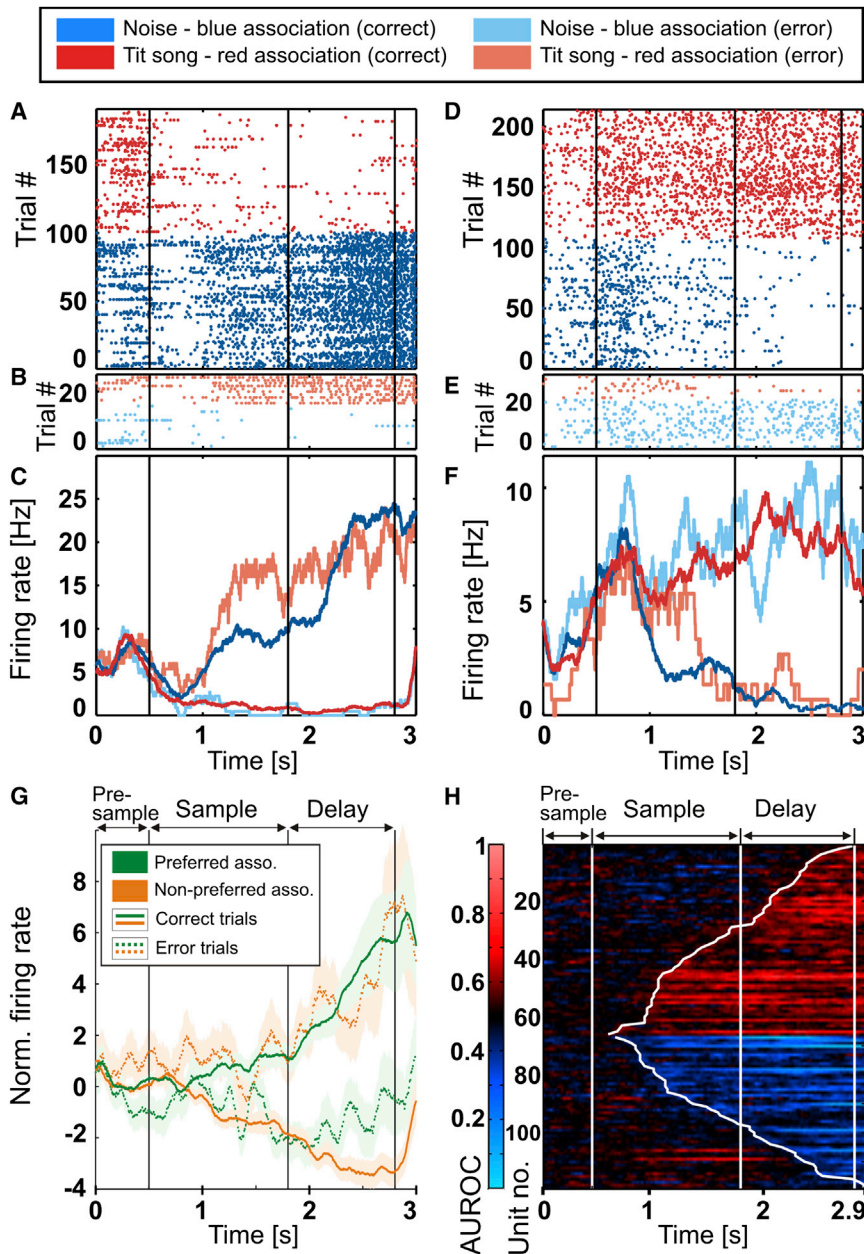 Noise - blue association (correct)
Tit song - red association (correct)
Noise - blue association (error)
Tit song - red association (error)
A
Trial #
150
100
50
0
B
Trial #
20
0
C
Firing rate [Hz]
25
20
15
10
5
0
0 1 2 3
Time [s]
D
Trial #
200
150
100
50
0
E
Trial #
20
0
F
Firing rate [Hz]
10
5
0
0 1 2 3
Time [s]
G
Pre-
sample
Sample
Delay
Norm. firing rate
8
6
4
2
0
-2
-4
Preferred asso.
Non-preferred asso.
Correct trials
Error trials
0 1 2 3
Time [s]
H
Pre-
sample
Sample
Delay
AUROC
1
0.8
0.6
0.4
0.2
Unit no.
20
40
60
80
100
0 1 2 2.9
Time [s]